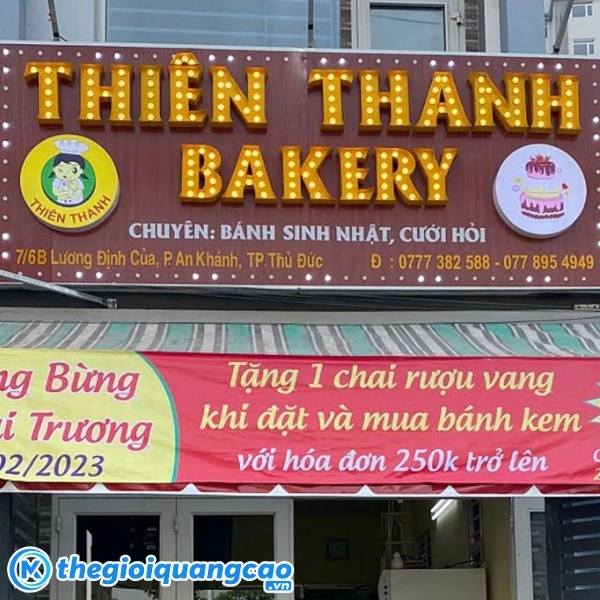 THIÊN THANH
BAKERY
THIÊN THANH
CHUYÊN: BÁNH SINH NHẬT, CƯỚI HỎI
7/6B Lương Định Của, P.An Khánh, TP.Thủ Đức Đ : 0777 382 588 - 077 895 4949
Bừng
Trương
02/2023
Tặng 1 chai rượu vang
khi đặt và mua bánh kem
với hóa đơn 250k trở lên
thegioiquangcao.vn